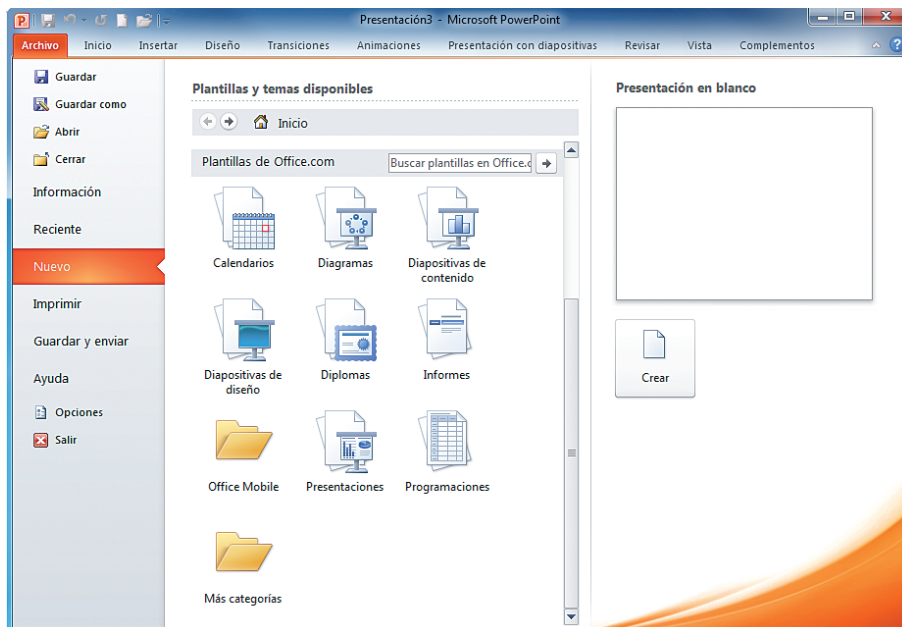 Presentación3 - Microsoft PowerPoint
Archivo Inicio Insertar Diseño Transiciones Animaciones Presentación con diapositivas Revisar Vista Complementos
Guardar
Guardar como
Abrir
Cerrar
Información
Reciente
Nuevo
Imprimir
Guardar y enviar
Ayuda
Opciones
Salir
Plantillas y temas disponibles
Inicio
Plantillas de Office.com Buscar plantillas en Office.c
Calendarios Diagramas Diapositivas de
contenido
Diapositivas de Diplomas Informes
diseño
Office Mobile Presentaciones Programaciones
Más categorías
Presentación en blanco
Crear